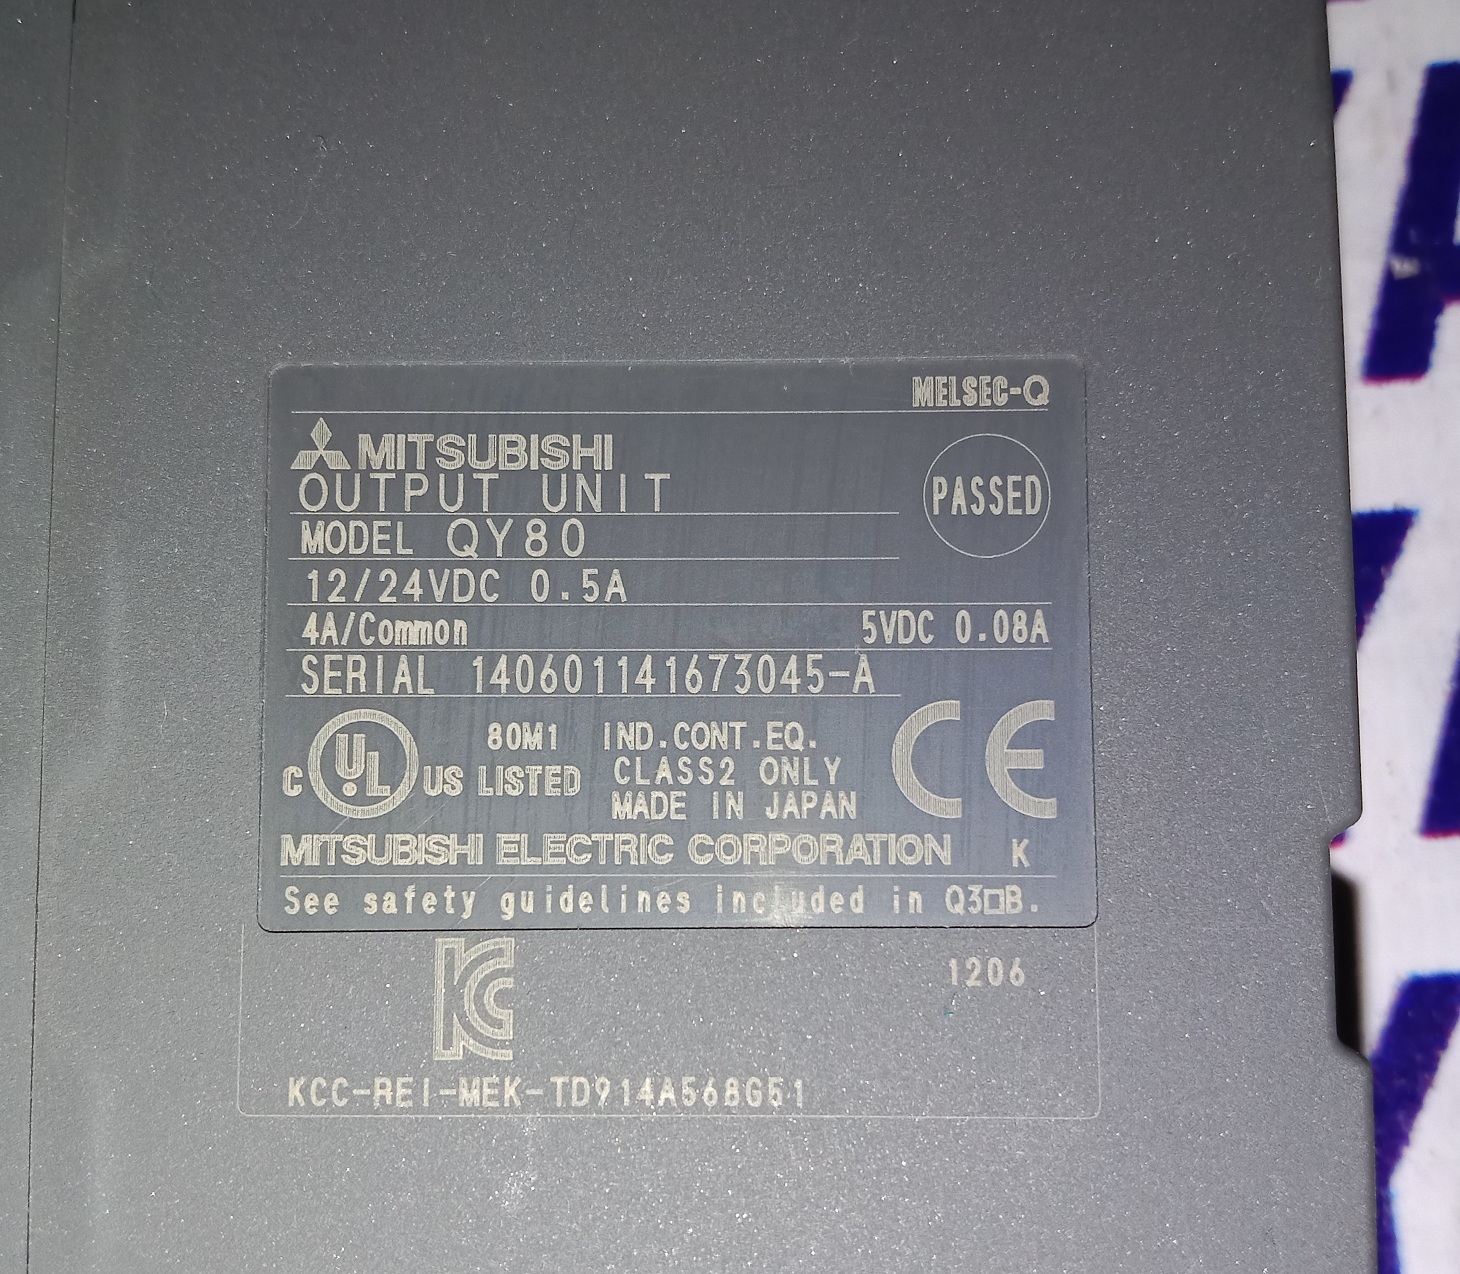 MELSEC-Q
MITSUBISHI
OUTPUT UNIT
PASSED
MODEL QY80
12/24VDC 0.5A
4A/Common 5VDC 0.08A
SERIAL 140601141673045-A
C UL US LISTED 80M1 IND.CONT.EQ.
CLASS2 ONLY
MADE IN JAPAN
CE
MITSUBISHI ELECTRIC CORPORATION K
See safety guidelines included in Q3□B.
KC 1206
KCC-REI-MEK-TD914A568G51